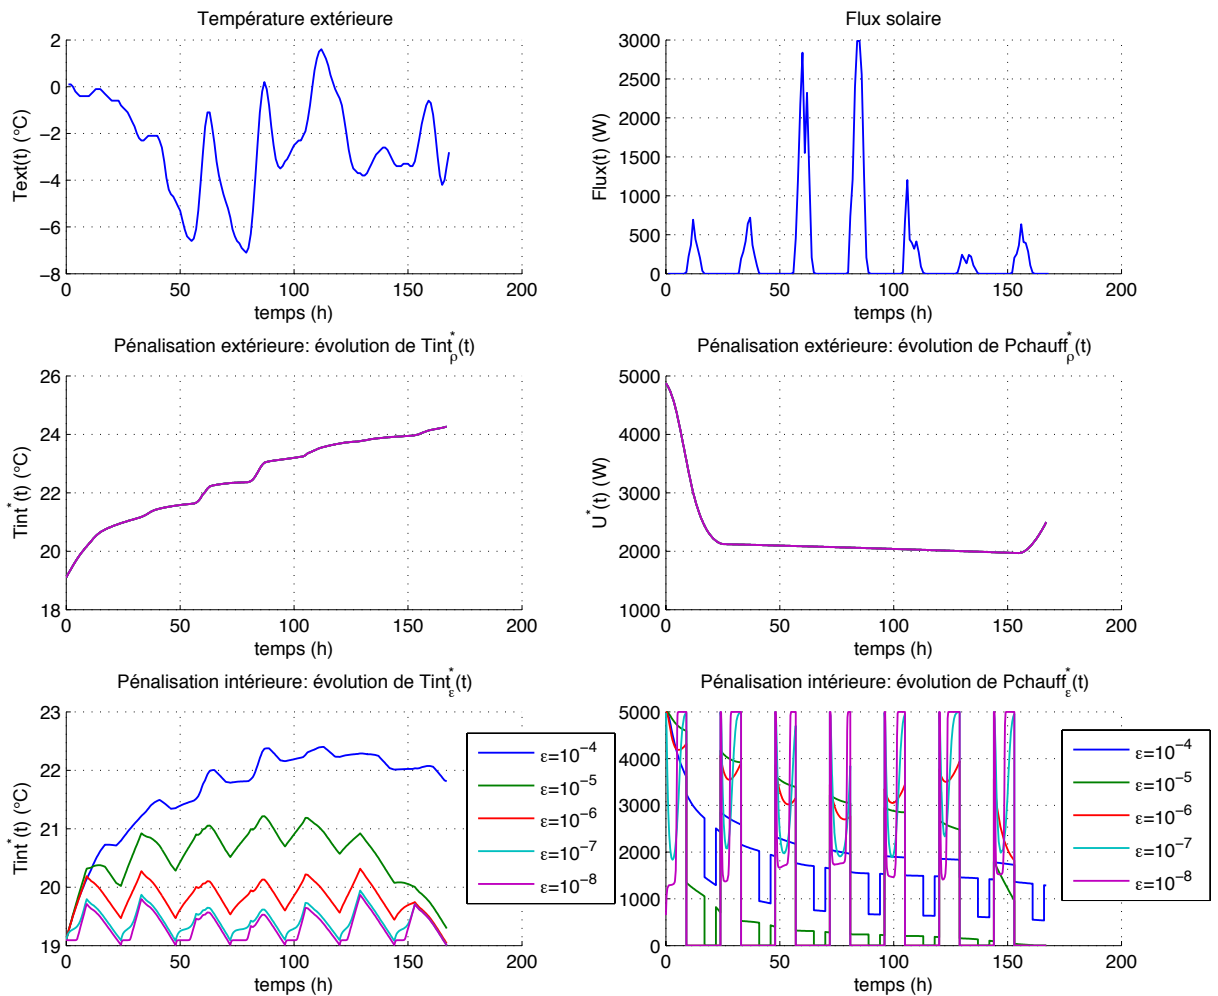 Température extérieure
Text(t) (°C)
2
0
−2
−4
−6
−8
0 50 100 150 200
temps (h)
Flux solaire
Flux(t) (W)
3000
2500
2000
1500
1000
500
0
0 50 100 150 200
temps (h)
Pénalisation extérieure: évolution de Tint*ρ(t)
Tint*(t) (°C)
26
24
22
20
18
0 50 100 150 200
temps (h)
Pénalisation extérieure: évolution de Pchauff*ρ(t)
U*(t) (W)
5000
4000
3000
2000
1000
0 50 100 150 200
temps (h)
Pénalisation intérieure: évolution de Tint*ε(t)
Tint*(t) (°C)
23
22
21
20
19
0 50 100 150 200
temps (h)
ε=10−4
ε=10−5
ε=10−6
ε=10−7
ε=10−8
Pénalisation intérieure: évolution de Pchauff*ε(t)
5000
4000
3000
2000
1000
0
0 50 100 150 200
temps (h)
ε=10−4
ε=10−5
ε=10−6
ε=10−7
ε=10−8